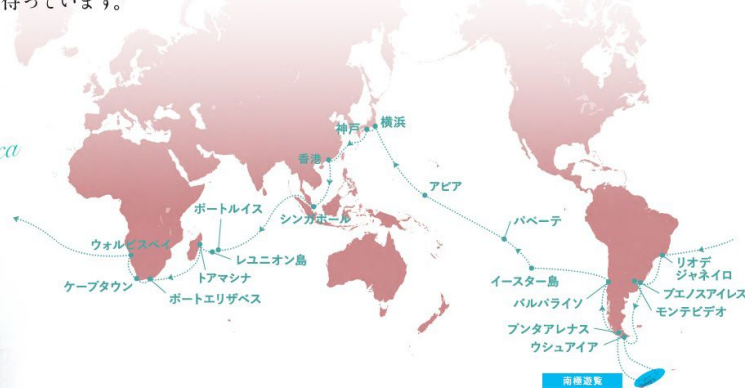 待っています。
ca
神戸
横浜
香港
アピア
ポートルイス
シンガポール
パペーテ
ウォルビスベイ
レユニオン島
リオデ
ジャネイロ
トアマシナ
イースター島
ケープタウン
ポートエリザベス
バルパライソ
ブエノスアイレス
モンテビデオ
プンタアレナス
ウシュアイア
南極遊覧